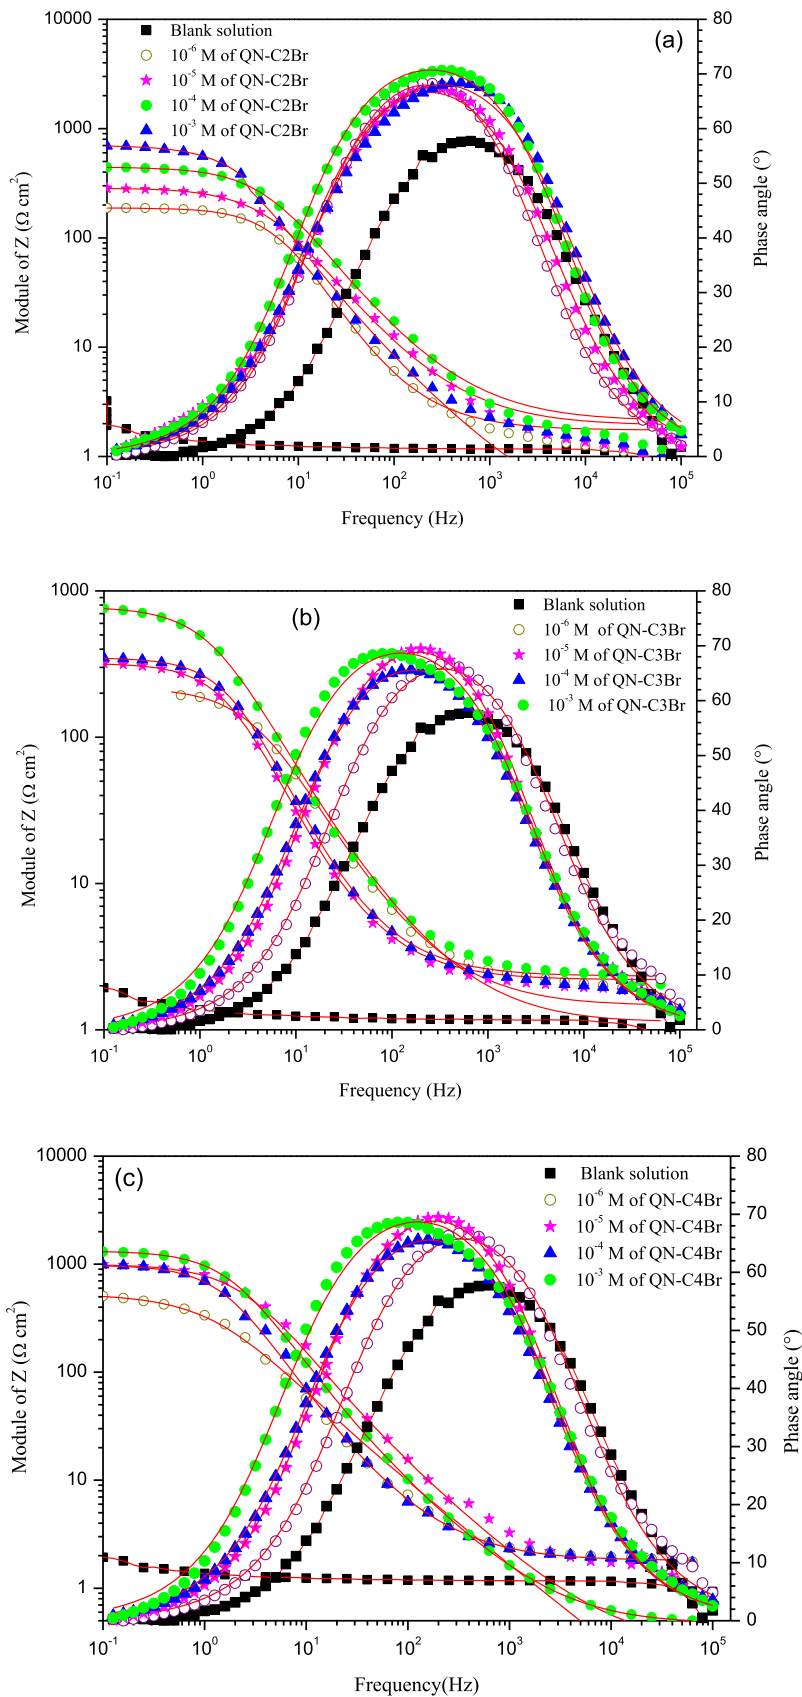 (a)
Blank solution
10⁻⁶ M of QN-C2Br
10⁻⁵ M of QN-C2Br
10⁻⁴ M of QN-C2Br
10⁻³ M of QN-C2Br
Module of Z (Ω cm²)
10000
1000
100
10
1
Phase angle (°)
80
70
60
50
40
30
20
10
0
10⁻¹ 10⁰ 10¹ 10² 10³ 10⁴ 10⁵
Frequency (Hz)
(b)
Blank solution
10⁻⁶ M of QN-C3Br
10⁻⁵ M of QN-C3Br
10⁻⁴ M of QN-C3Br
10⁻³ M of QN-C3Br
Module of Z (Ω cm²)
1000
100
10
1
Phase angle (°)
80
70
60
50
40
30
20
10
0
10⁻¹ 10⁰ 10¹ 10² 10³ 10⁴ 10⁵
Frequency (Hz)
(c)
Blank solution
10⁻⁶ M of QN-C4Br
10⁻⁵ M of QN-C4Br
10⁻⁴ M of QN-C4Br
10⁻³ M of QN-C4Br
Module of Z (Ω cm²)
10000
1000
100
10
1
Phase angle (°)
80
70
60
50
40
30
20
10
0
10⁻¹ 10⁰ 10¹ 10² 10³ 10⁴ 10⁵
Frequency(Hz)